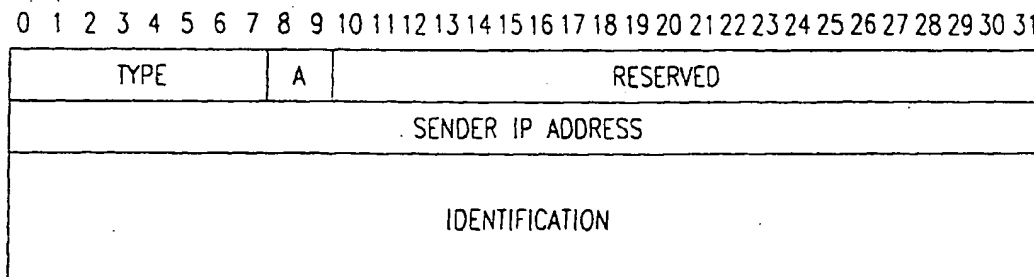 0 1 2 3 4 5 6 7 8 9 10 11 12 13 14 15 16 17 18 19 20 21 22 23 24 25 26 27 28 29 30 31
TYPE A RESERVED
SENDER IP ADDRESS
IDENTIFICATION